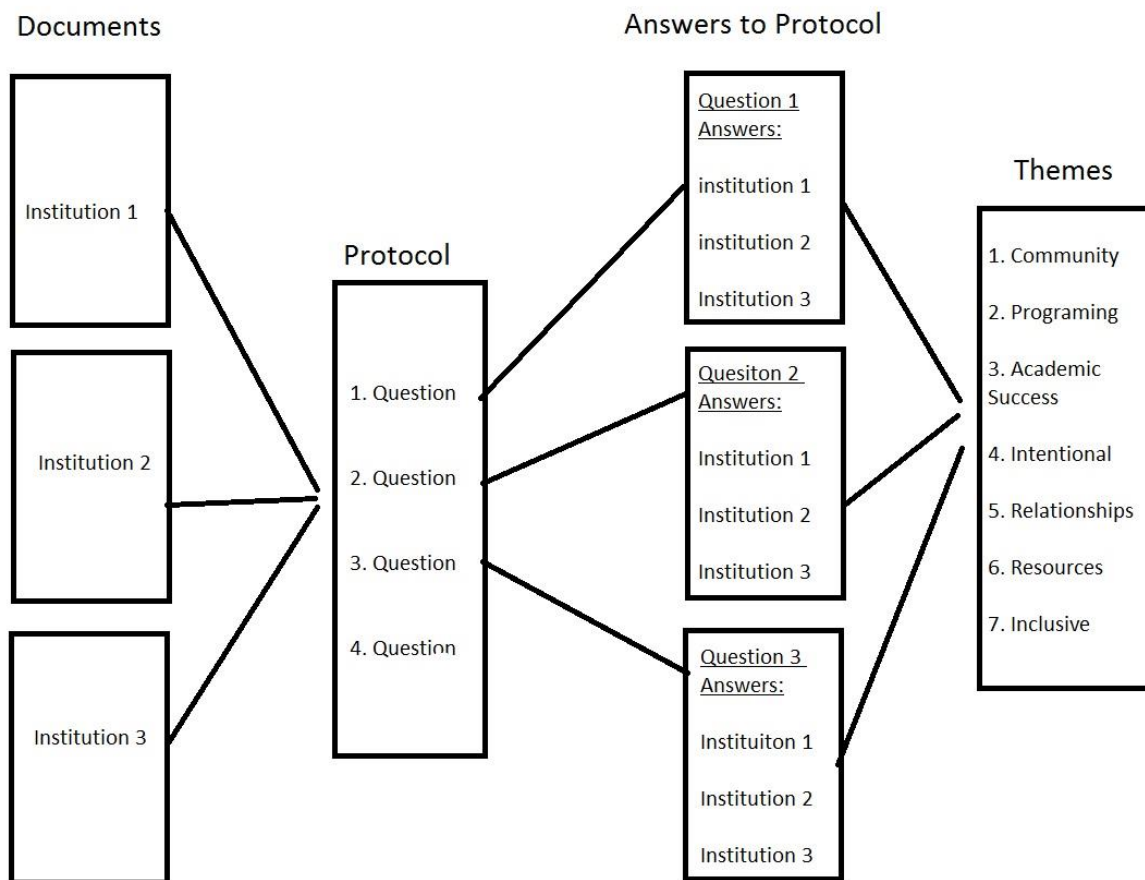 Documents
Institution 1
Institution 2
Institution 3
Protocol
1. Question
2. Question
3. Question
4. Question
Answers to Protocol
Question 1
Answers:
institution 1
institution 2
Institution 3
Quesiton 2
Answers:
Institution 1
Institution 2
Institution 3
Question 3
Answers:
Instituiton 1
Institution 2
Institution 3
Themes
1. Community
2. Programing
3. Academic
Success
4. Intentional
5. Relationships
6. Resources
7. Inclusive